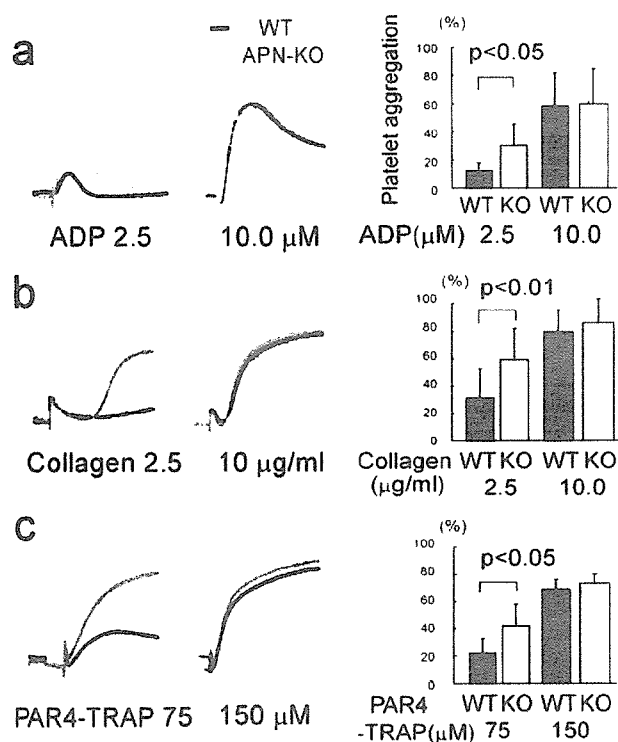 a
WT
APN-KO
ADP 2.5
10.0 μM
(%)
Platelet aggregation
100
80
60
40
20
0
p<0.05
WT KO WT KO
ADP(μM) 2.5 10.0
b
Collagen 2.5
10 μg/ml
(%)
100
80
60
40
20
0
p<0.01
WT KO WT KO
Collagen
(μg/ml) 2.5 10.0
c
PAR4-TRAP 75
150 μM
(%)
100
80
60
40
20
0
p<0.05
WT KO WT KO
PAR4
-TRAP(μM) 75 150